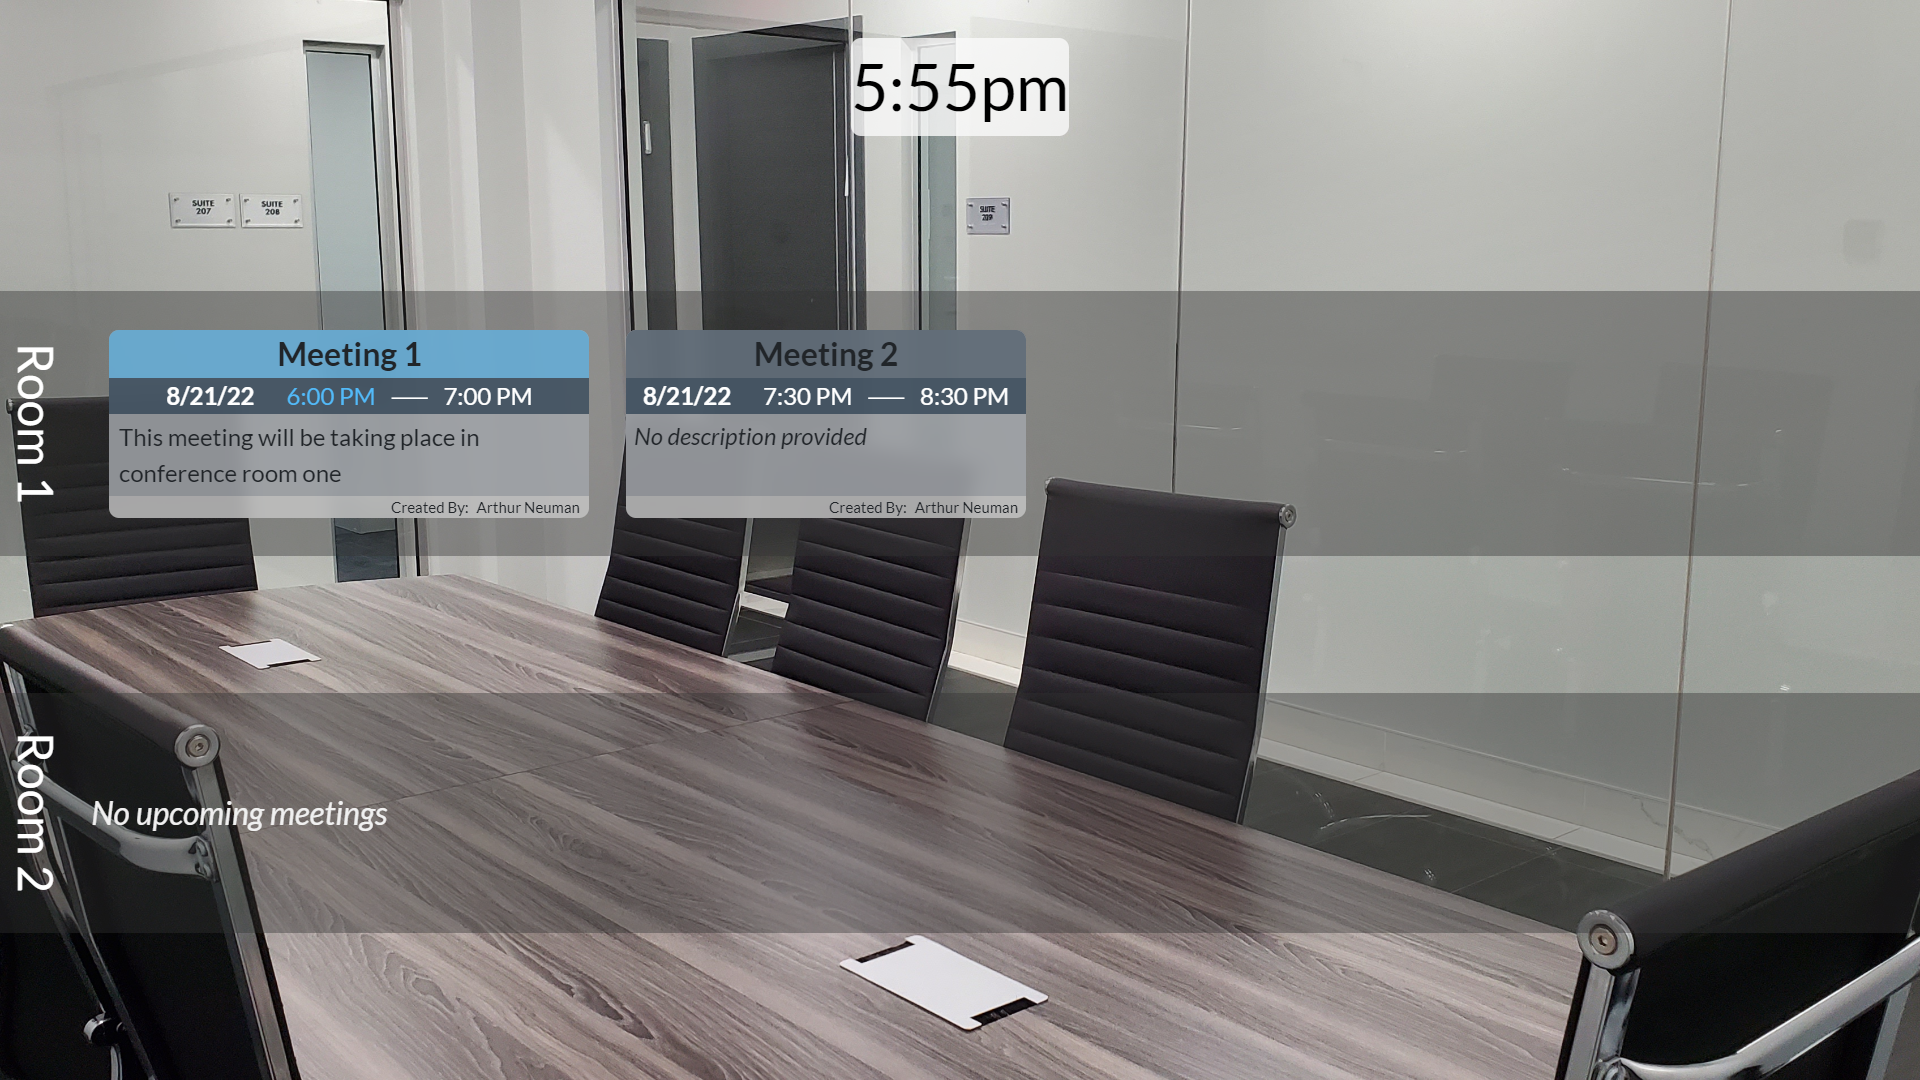 5:55pm
SUITE
207
SUITE
208
SUITE
Room 1
Meeting 1
8/21/22 6:00 PM — 7:00 PM
This meeting will be taking place in
conference room one
Created By: Arthur Neuman
Meeting 2
8/21/22 7:30 PM — 8:30 PM
No description provided
Created By: Arthur Neuman
Room 2
No upcoming meetings